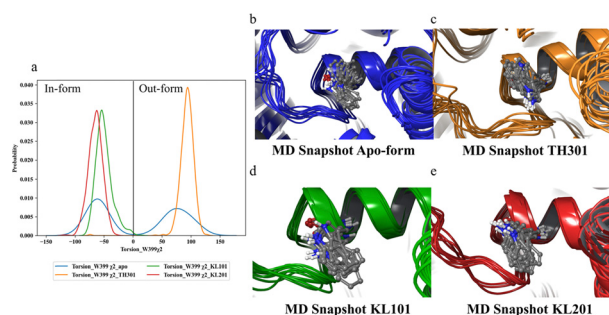 a
In-form
Out-form
0.040
0.035
0.030
0.025
0.020
0.015
0.010
0.005
0.000
Probability
−150 −100 −50 0 50 100 150
Torsion_W399χ2
Torsion_W399 χ2_apo
Torsion_W399 χ2_TH301
Torsion_W399 χ2_KL101
Torsion_W399 χ2_KL201
b
MD Snapshot Apo-form
c
MD Snapshot TH301
d
MD Snapshot KL101
e
MD Snapshot KL201